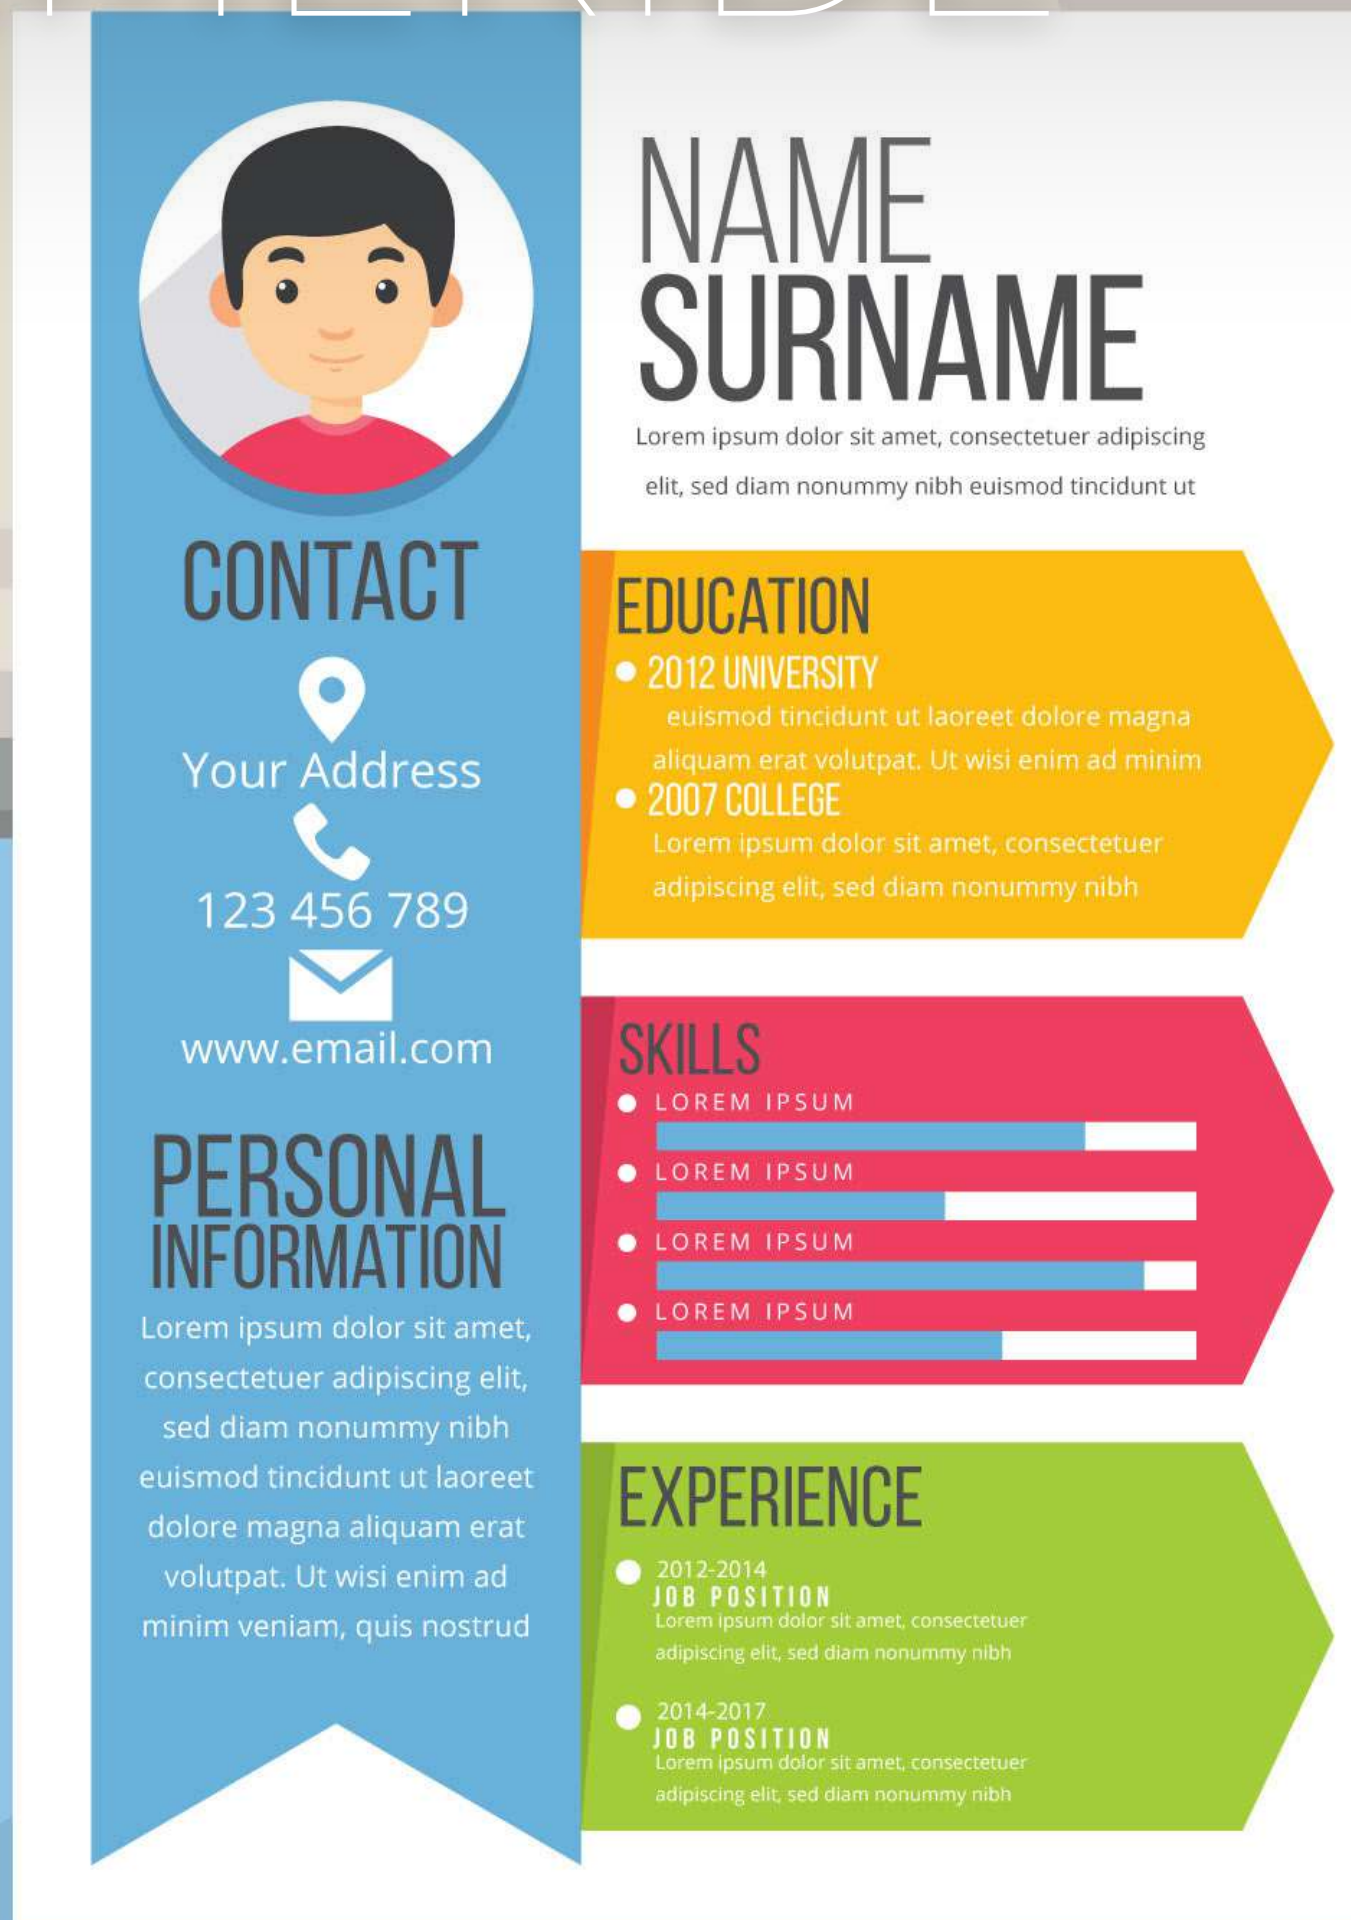 NAME
SURNAME
Lorem ipsum dolor sit amet, consectetuer adipiscing
elit, sed diam nonummy nibh euismod tincidunt ut
CONTACT
Your Address
123 456 789
www.email.com
PERSONAL
INFORMATION
Lorem ipsum dolor sit amet,
consectetuer adipiscing elit,
sed diam nonummy nibh
euismod tincidunt ut laoreet
dolore magna aliquam erat
volutpat. Ut wisi enim ad
minim veniam, quis nostrud
EDUCATION
2012 UNIVERSITY
euismod tincidunt ut laoreet dolore magna
aliquam erat volutpat. Ut wisi enim ad minim
2007 COLLEGE
Lorem ipsum dolor sit amet, consectetuer
adipiscing elit, sed diam nonummy nibh
SKILLS
LOREM IPSUM
LOREM IPSUM
LOREM IPSUM
LOREM IPSUM
EXPERIENCE
2012-2014
JOB POSITION
Lorem ipsum dolor sit amet, consectetuer
adipiscing elit, sed diam nonummy nibh
2014-2017
JOB POSITION
Lorem ipsum dolor sit amet, consectetuer
adipiscing elit, sed diam nonummy nibh